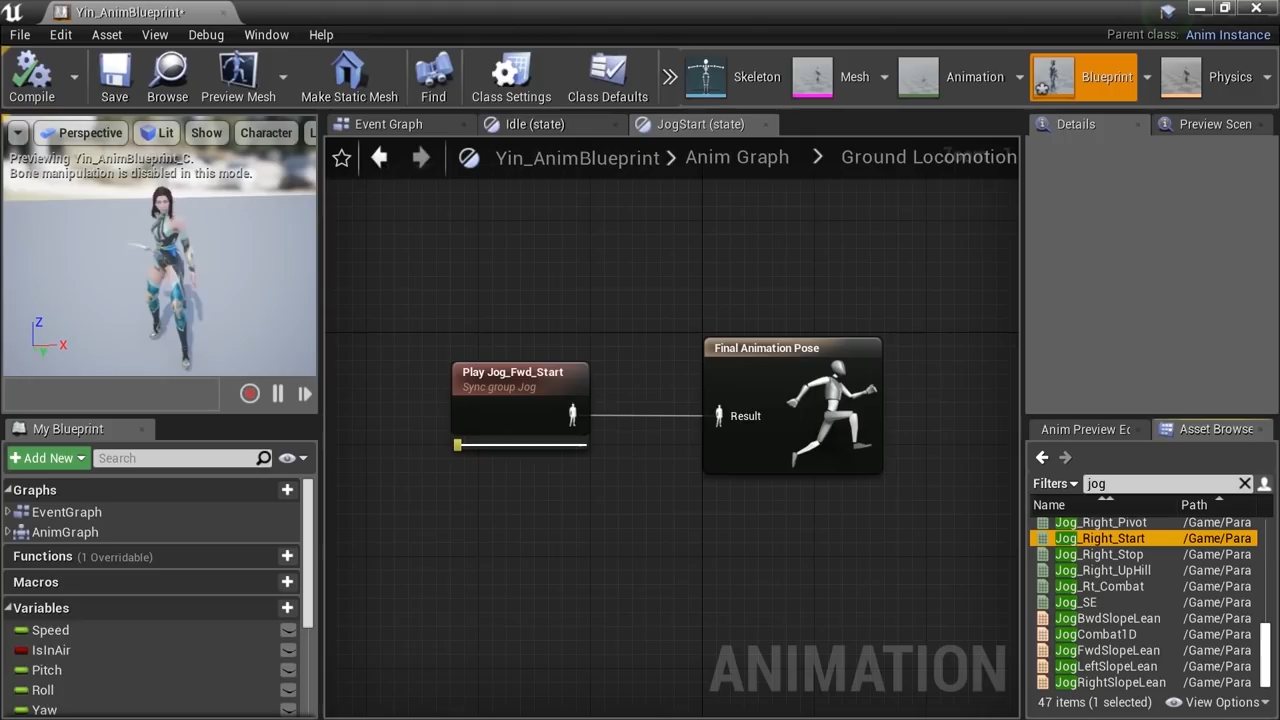 Yin_AnimBlueprint*
File Edit Asset View Debug Window Help
Parent class: Anim Instance
Compile Save Browse Preview Mesh Make Static Mesh Find Class Settings Class Defaults
Skeleton Mesh Animation Blueprint Physics
Perspective Lit Show Character L
Previewing Yin_AnimBlueprint_C.
Bone manipulation is disabled in this mode.
Z
X
Event Graph Idle (state) JogStart (state)
Yin_AnimBlueprint Anim Graph Ground Locomotion
Play Jog_Fwd_Start
Sync group Jog
Final Animation Pose
Result
ANIMATION
My Blueprint
Add New Search
Graphs
EventGraph
AnimGraph
Functions (1 Overridable)
Macros
Variables
Speed
IsInAir
Pitch
Roll
Yaw
Details Preview Scen
Anim Preview Ec Asset Browse
Filters jog
Name Path
Jog_Right_Pivot /Game/Para
Jog_Right_Start /Game/Para
Jog_Right_Stop /Game/Para
Jog_Right_UpHill /Game/Para
Jog_Rt_Combat /Game/Para
Jog_SE /Game/Para
JogBwdSlopeLean /Game/Para
JogCombat1D /Game/Para
JogFwdSlopeLean /Game/Para
JogLeftSlopeLean /Game/Para
JogRightSlopeLean /Game/Para
47 items (1 selected) View Options